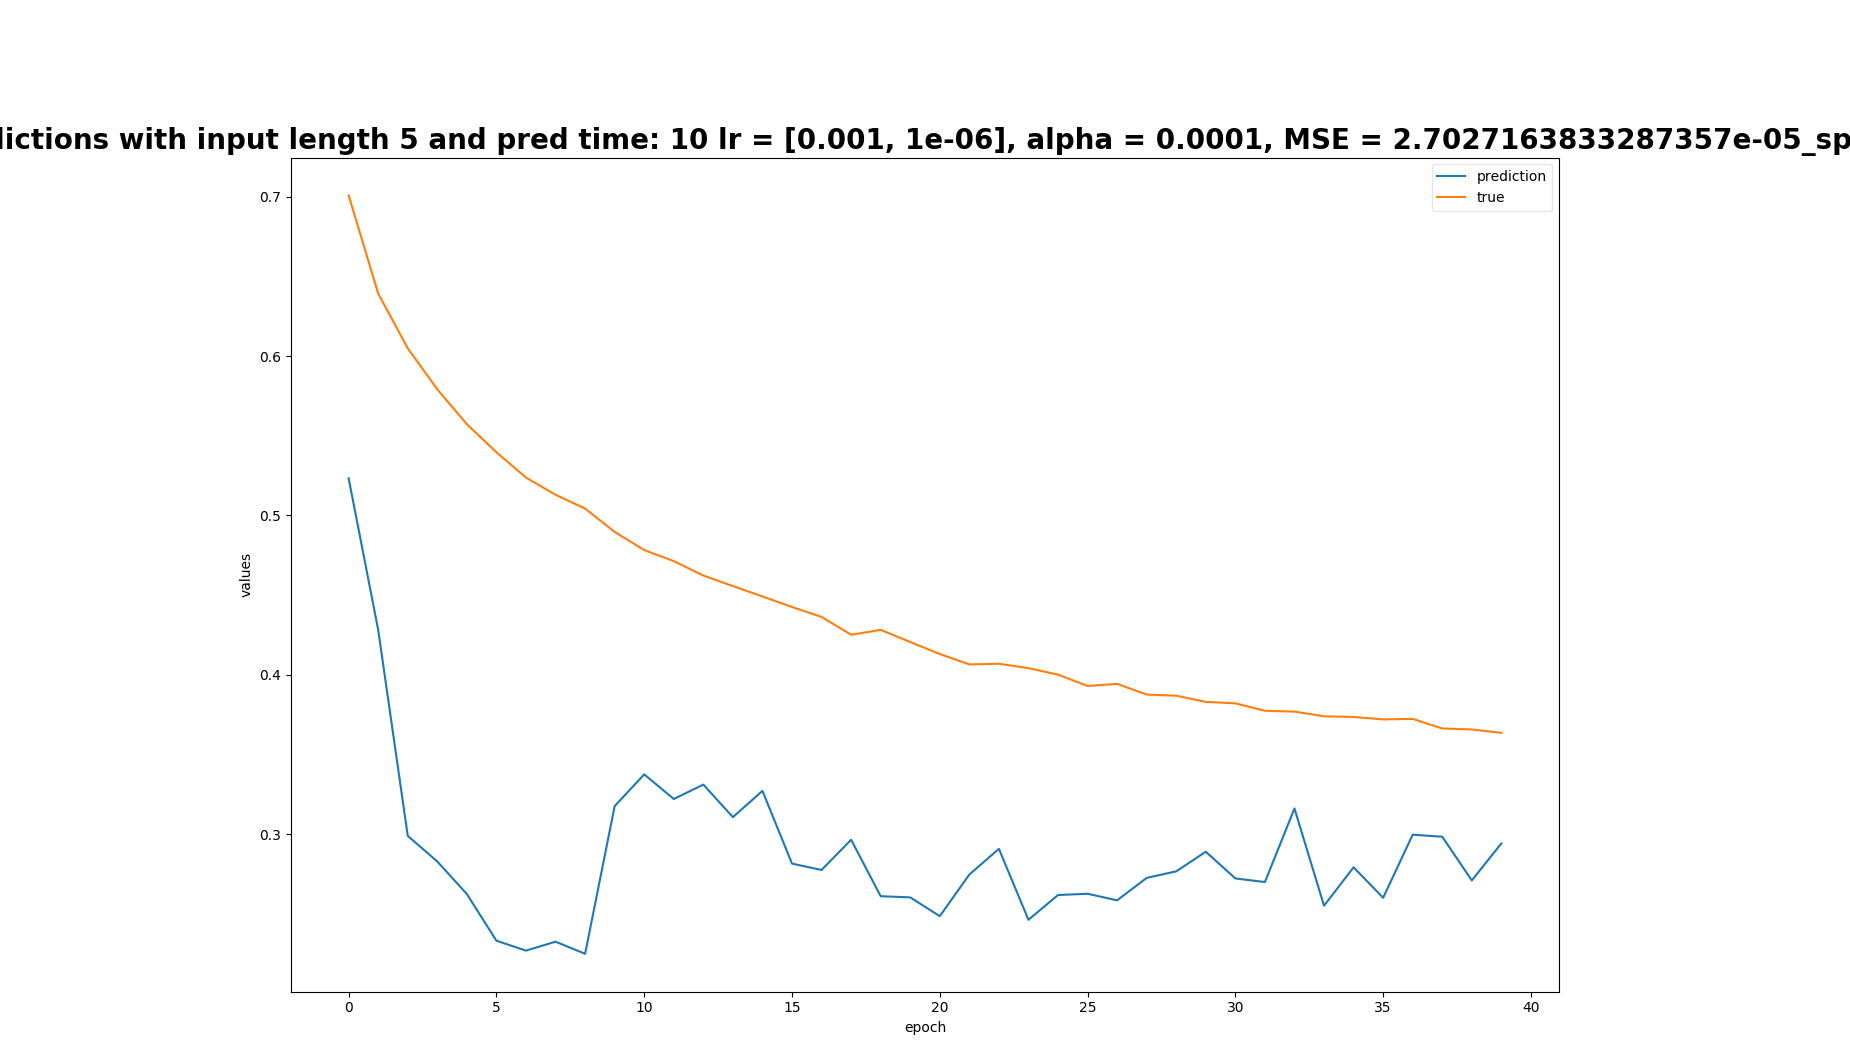 dictions with input length 5 and pred time: 10 lr = [0.001, 1e-06], alpha = 0.0001, MSE = 2.7027163833287357e-05_sp
prediction
true
0.7
0.6
0.5
0.4
0.3
values
0 5 10 15 20 25 30 35 40
epoch